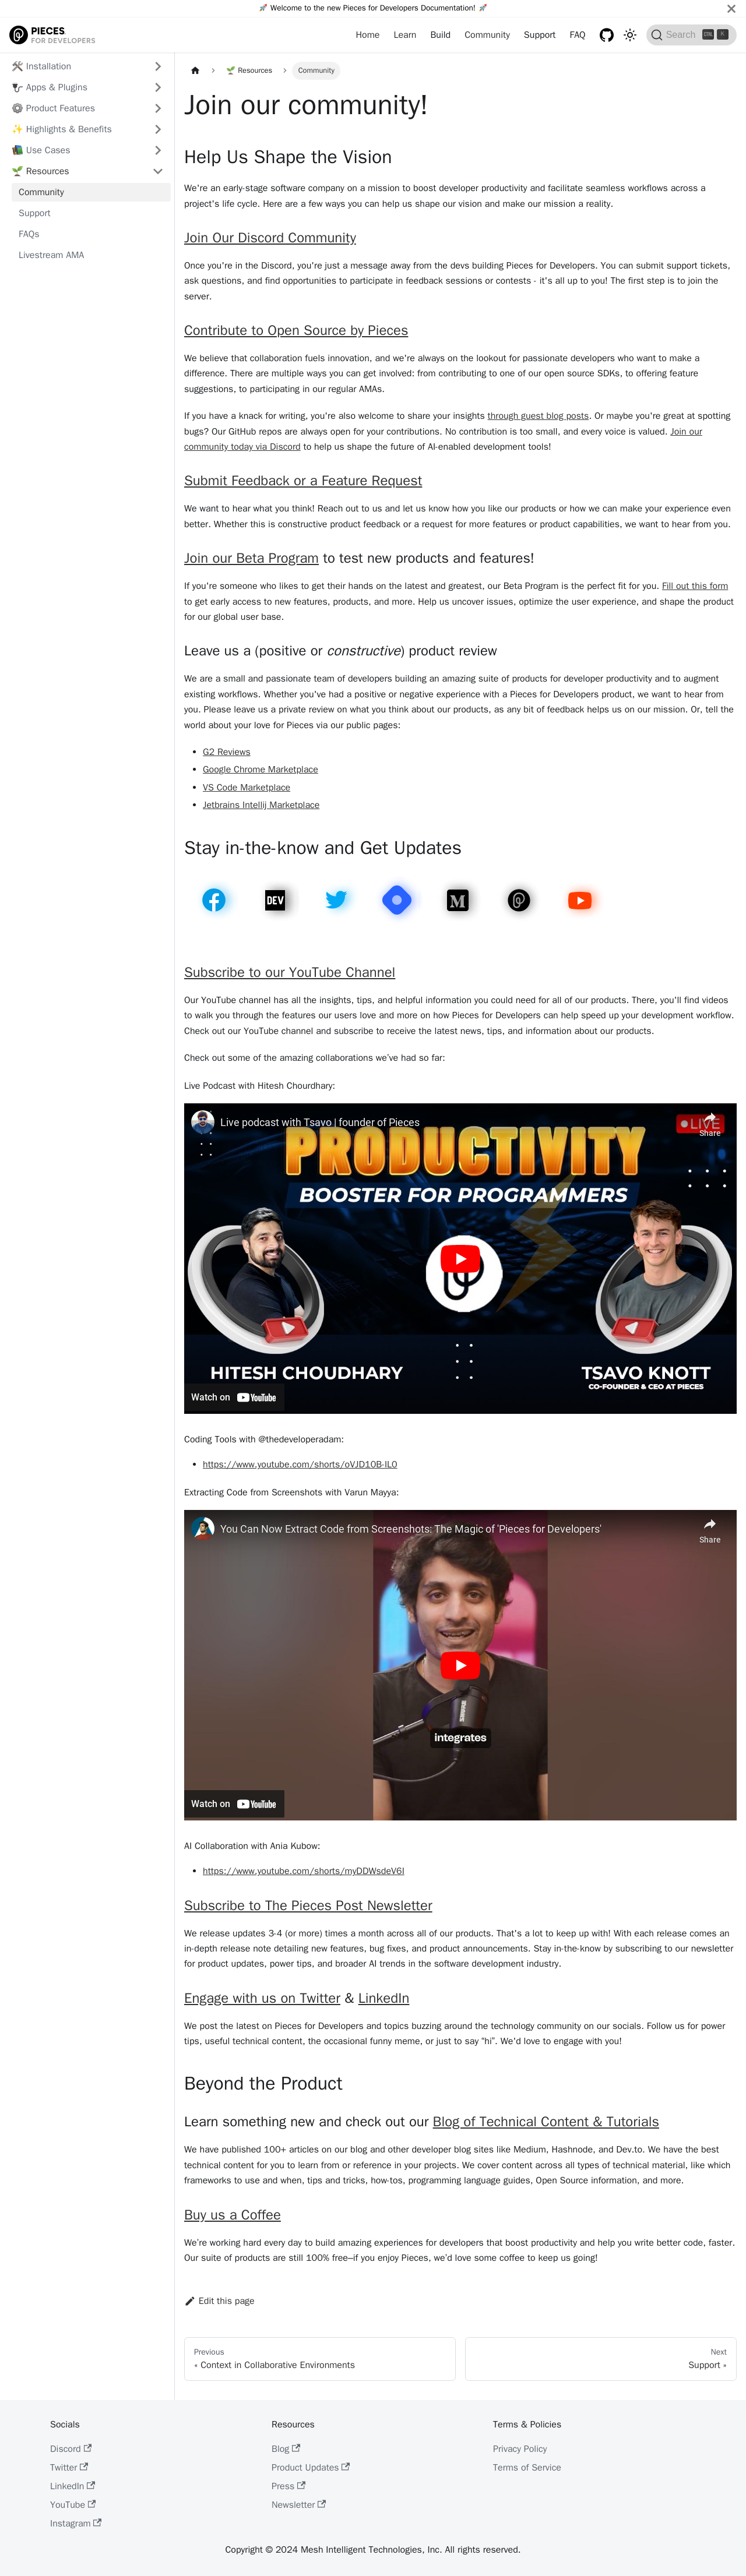 🚀 Welcome to the new Pieces for Developers Documentation! 🚀
PIECES
FOR DEVELOPERS
Home Learn Build Community Support FAQ
Search
🛠️ Installation
Apps & Plugins
⚙️ Product Features
✨ Highlights & Benefits
📚 Use Cases
🌱 Resources
Community
Support
FAQs
Livestream AMA
🌱 Resources
Community
Join our community!
Help Us Shape the Vision
We're an early-stage software company on a mission to boost developer productivity and facilitate seamless workflows across a
project's life cycle. Here are a few ways you can help us shape our vision and make our mission a reality.
Join Our Discord Community
Once you're in the Discord, you're just a message away from the devs building Pieces for Developers. You can submit support tickets,
ask questions, and find opportunities to participate in feedback sessions or contests - it's all up to you! The first step is to join the
server.
Contribute to Open Source by Pieces
We believe that collaboration fuels innovation, and we're always on the lookout for passionate developers who want to make a
difference. There are multiple ways you can get involved: from contributing to one of our open source SDKs, to offering feature
suggestions, to participating in our regular AMAs.
If you have a knack for writing, you're also welcome to share your insights through guest blog posts. Or maybe you're great at spotting
bugs? Our GitHub repos are always open for your contributions. No contribution is too small, and every voice is valued. Join our
community today via Discord to help us shape the future of AI-enabled development tools!
Submit Feedback or a Feature Request
We want to hear what you think! Reach out to us and let us know how you like our products or how we can make your experience even
better. Whether this is constructive product feedback or a request for more features or product capabilities, we want to hear from you.
Join our Beta Program to test new products and features!
If you're someone who likes to get their hands on the latest and greatest, our Beta Program is the perfect fit for you. Fill out this form
to get early access to new features, products, and more. Help us uncover issues, optimize the user experience, and shape the product
for our global user base.
Leave us a (positive or constructive) product review
We are a small and passionate team of developers building an amazing suite of products for developer productivity and to augment
existing workflows. Whether you've had a positive or negative experience with a Pieces for Developers product, we want to hear from
you. Please leave us a private review on what you think about our products, as any bit of feedback helps us on our mission. Or, tell the
world about your love for Pieces via our public pages:
• G2 Reviews
• Google Chrome Marketplace
• VS Code Marketplace
• Jetbrains Intellij Marketplace
Stay in-the-know and Get Updates
DEV
M
Subscribe to our YouTube Channel
Our YouTube channel has all the insights, tips, and helpful information you could need for all of our products. There, you'll find videos
to walk you through the features our users love and more on how Pieces for Developers can help speed up your development workflow.
Check out our YouTube channel and subscribe to receive the latest news, tips, and information about our products.
Check out some of the amazing collaborations we've had so far:
Live Podcast with Hitesh Chourdhary:
Live podcast with Tsavo | founder of Pieces
LIVE
Share
PRODUCTIVITY
BOOSTER FOR PROGRAMMERS
HITESH CHOUDHARY
TSAVO KNOTT
CO-FOUNDER & CEO AT PIECES
Watch on YouTube
Coding Tools with @thedeveloperadam:
• https://www.youtube.com/shorts/oVJD10B-IL0
Extracting Code from Screenshots with Varun Mayya:
You Can Now Extract Code from Screenshots: The Magic of 'Pieces for Developers'
Share
integrates
Watch on YouTube
AI Collaboration with Ania Kubow:
• https://www.youtube.com/shorts/myDDWsdeV6I
Subscribe to The Pieces Post Newsletter
We release updates 3-4 (or more) times a month across all of our products. That's a lot to keep up with! With each release comes an
in-depth release note detailing new features, bug fixes, and product announcements. Stay in-the-know by subscribing to our newsletter
for product updates, power tips, and broader AI trends in the software development industry.
Engage with us on Twitter & LinkedIn
We post the latest on Pieces for Developers and topics buzzing around the technology community on our socials. Follow us for power
tips, useful technical content, the occasional funny meme, or just to say "hi". We'd love to engage with you!
Beyond the Product
Learn something new and check out our Blog of Technical Content & Tutorials
We have published 100+ articles on our blog and other developer blog sites like Medium, Hashnode, and Dev.to. We have the best
technical content for you to learn from or reference in your projects. We cover content across all types of technical material, like which
frameworks to use and when, tips and tricks, how-tos, programming language guides, Open Source information, and more.
Buy us a Coffee
We're working hard every day to build amazing experiences for developers that boost productivity and help you write better code, faster.
Our suite of products are still 100% free—if you enjoy Pieces, we'd love some coffee to keep us going!
Edit this page
Previous
« Context in Collaborative Environments
Next
Support »
Socials
Discord
Twitter
LinkedIn
YouTube
Instagram
Resources
Blog
Product Updates
Press
Newsletter
Terms & Policies
Privacy Policy
Terms of Service
Copyright © 2024 Mesh Intelligent Technologies, Inc. All rights reserved.